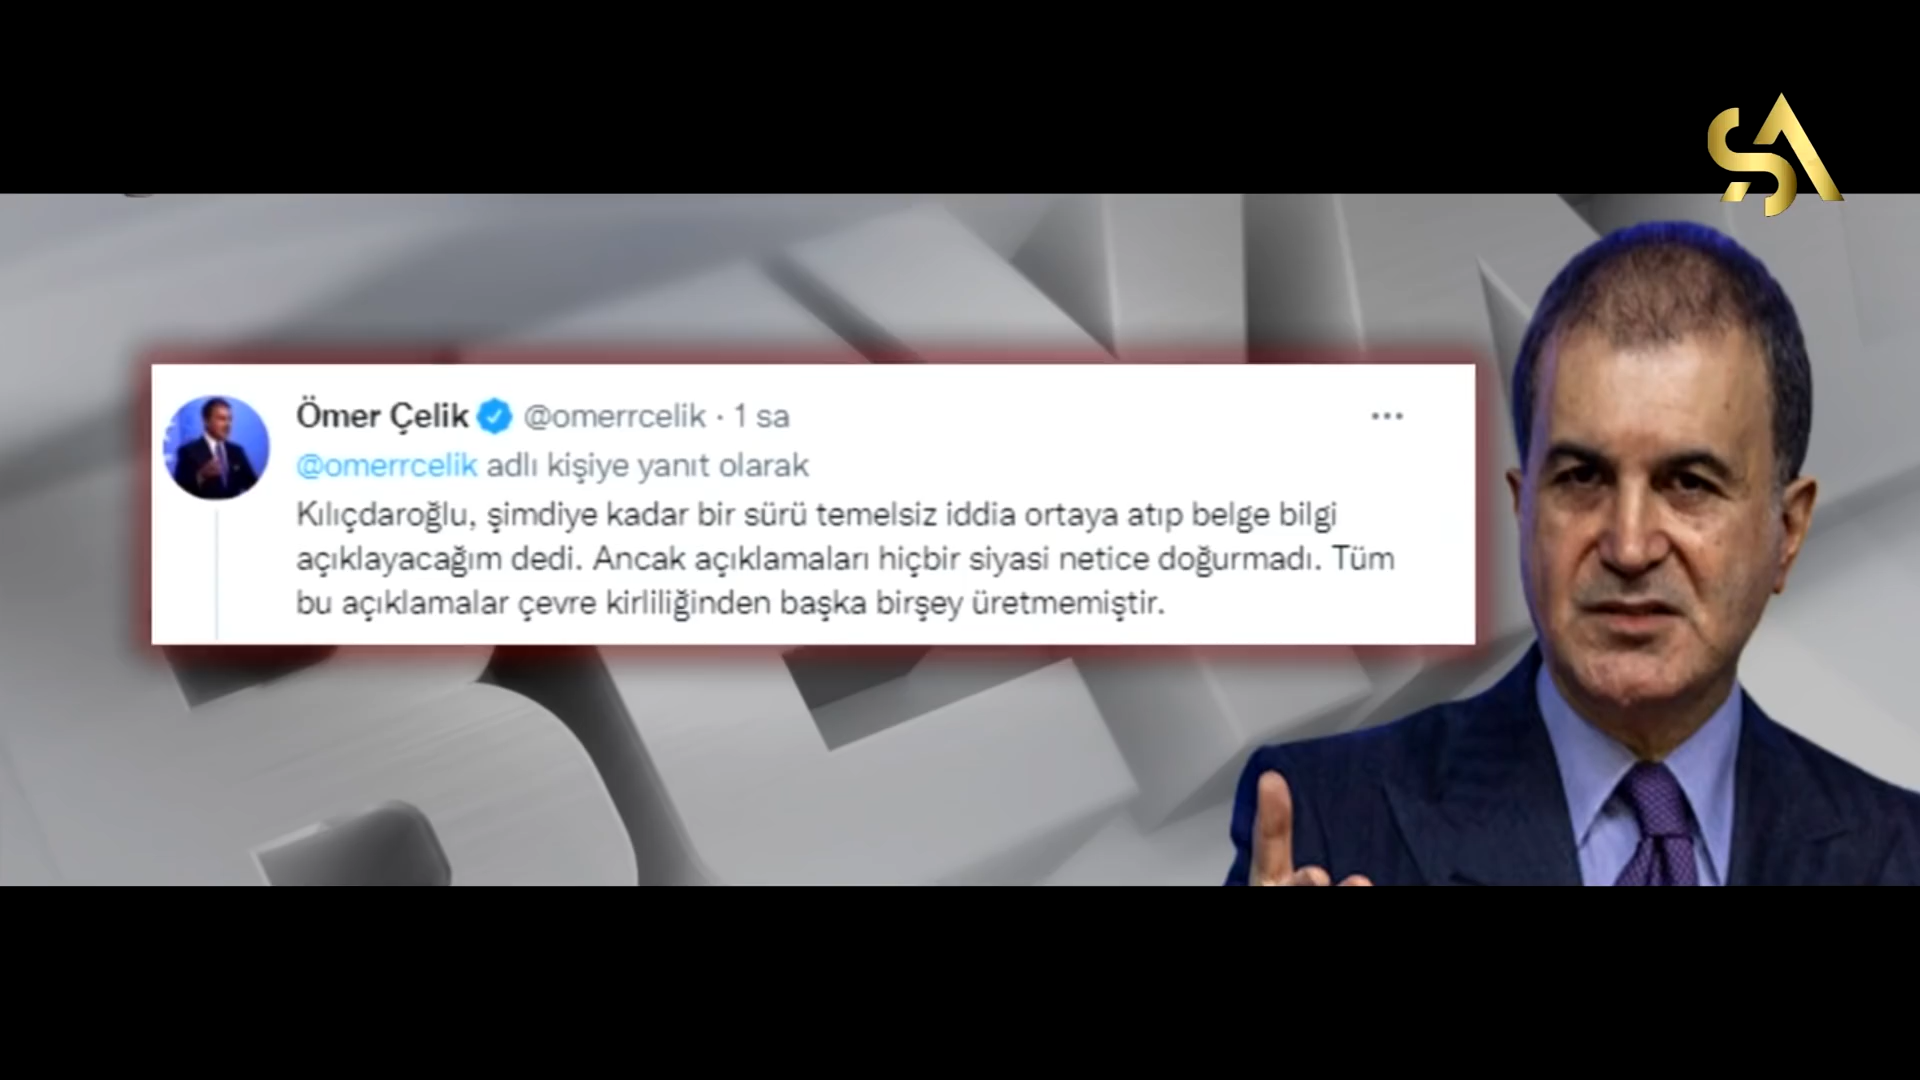 SA
Ömer Çelik @omerrcelik · 1 sa
@omerrcelik adlı kişiye yanıt olarak
Kılıçdaroğlu, şimdiye kadar bir sürü temelsiz iddia ortaya atıp belge bilgi
açıklayacağım dedi. Ancak açıklamaları hiçbir siyasi netice doğurmadı. Tüm
bu açıklamalar çevre kirliliğinden başka birşey üretmemiştir.